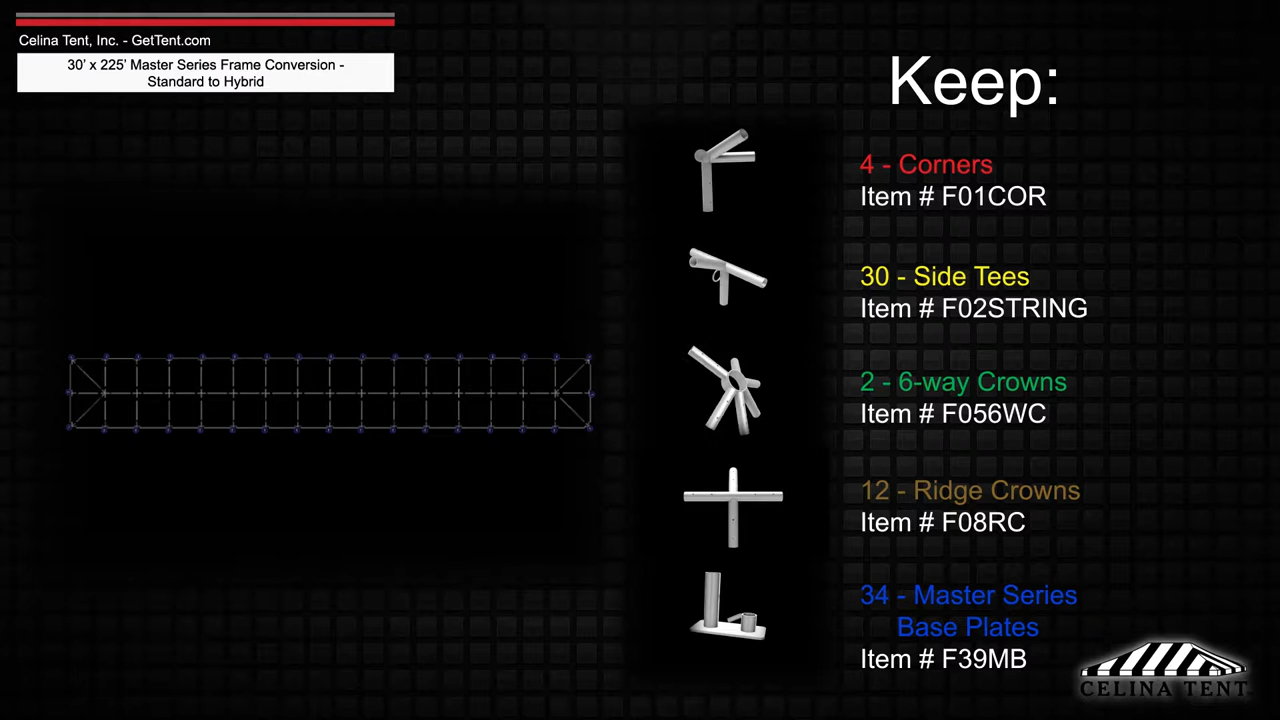 Celina Tent, Inc. - GetTent.com
30' x 225' Master Series Frame Conversion -
Standard to Hybrid
Keep:
4 - Corners
Item # F01COR
30 - Side Tees
Item # F02STRING
2 - 6-way Crowns
Item # F056WC
12 - Ridge Crowns
Item # F08RC
34 - Master Series
Base Plates
Item # F39MB
CELINA TENT